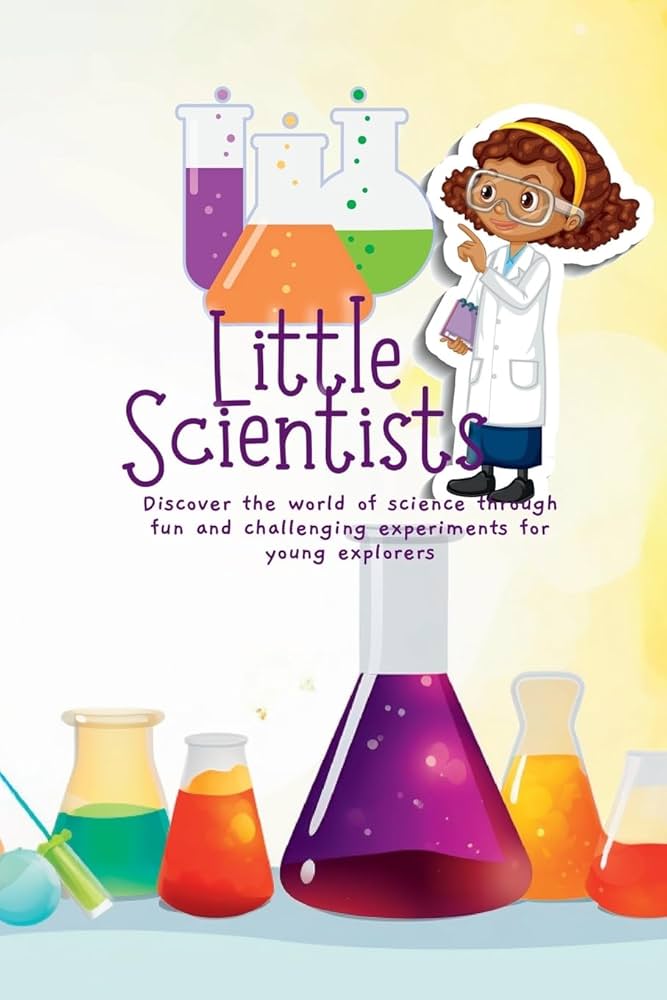 Little
Scientists
Discover the world of science through
fun and challenging experiments for
young explorers